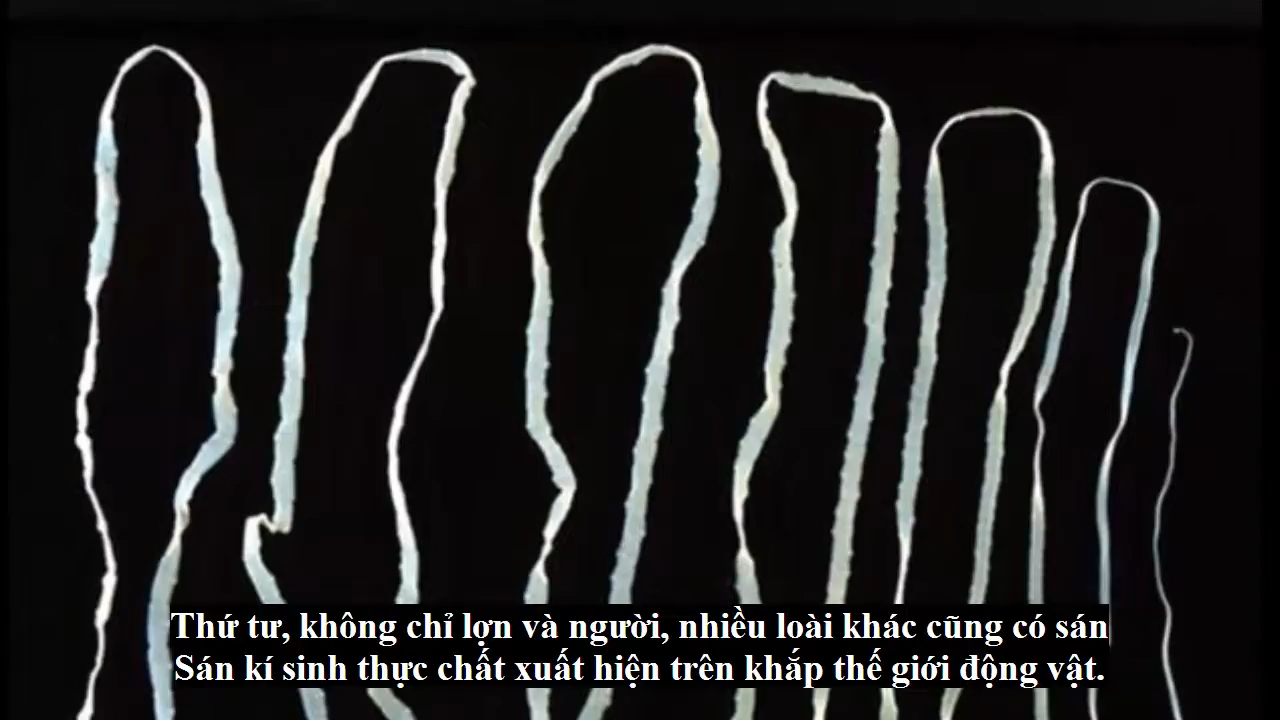 Thứ tư, không chỉ lợn và người, nhiều loài khác cũng có sán
Sán kí sinh thực chất xuất hiện trên khắp thế giới động vật.